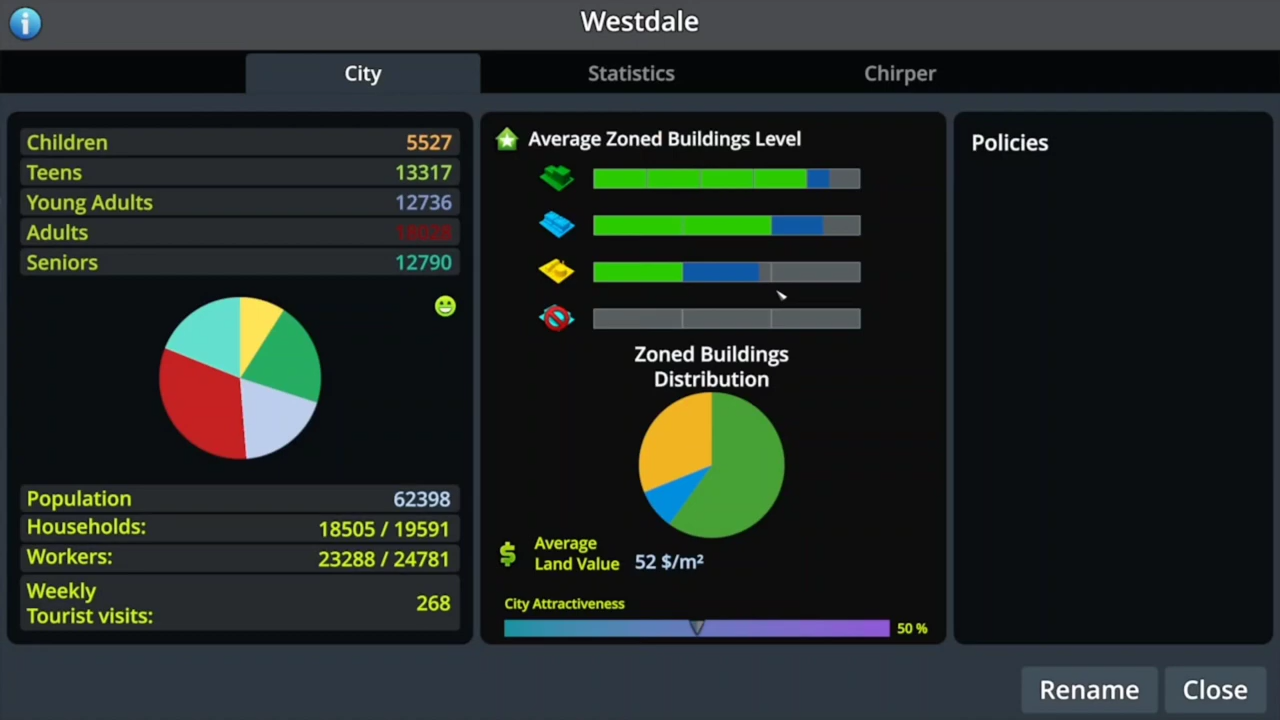 Westdale
City
Statistics
Chirper
Children 5527
Teens 13317
Young Adults 12736
Adults 18028
Seniors 12790
Population 62398
Households: 18505 / 19591
Workers: 23288 / 24781
Weekly
Tourist visits: 268
Average Zoned Buildings Level
Zoned Buildings
Distribution
Average
Land Value 52 $/m²
City Attractiveness
50 %
Policies
Rename
Close